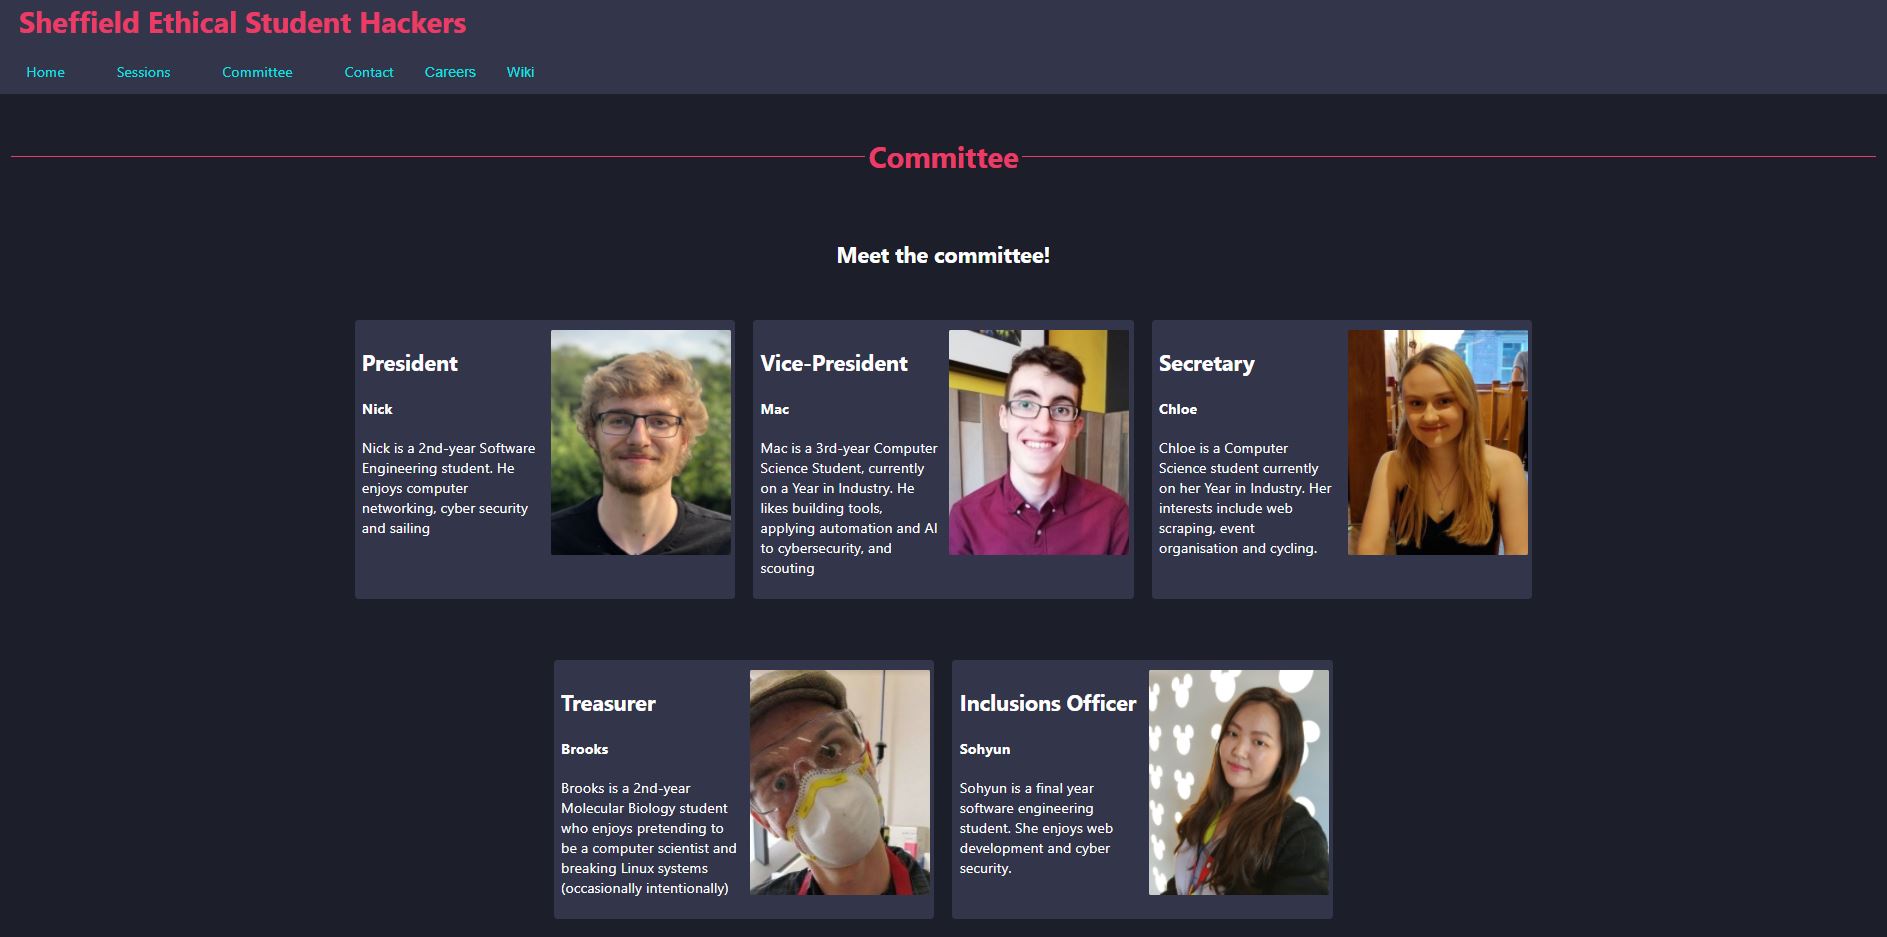 Sheffield Ethical Student Hackers
Home Sessions Committee Contact Careers Wiki
Committee
Meet the committee!
President
Nick
Nick is a 2nd-year Software
Engineering student. He
enjoys computer
networking, cyber security
and sailing
Vice-President
Mac
Mac is a 3rd-year Computer
Science Student, currently
on a Year in Industry. He
likes building tools,
applying automation and AI
to cybersecurity, and
scouting
Secretary
Chloe
Chloe is a Computer
Science student currently
on her Year in Industry. Her
interests include web
scraping, event
organisation and cycling.
Treasurer
Brooks
Brooks is a 2nd-year
Molecular Biology student
who enjoys pretending to
be a computer scientist and
breaking Linux systems
(occasionally intentionally)
Inclusions Officer
Sohyun
Sohyun is a final year
software engineering
student. She enjoys web
development and cyber
security.